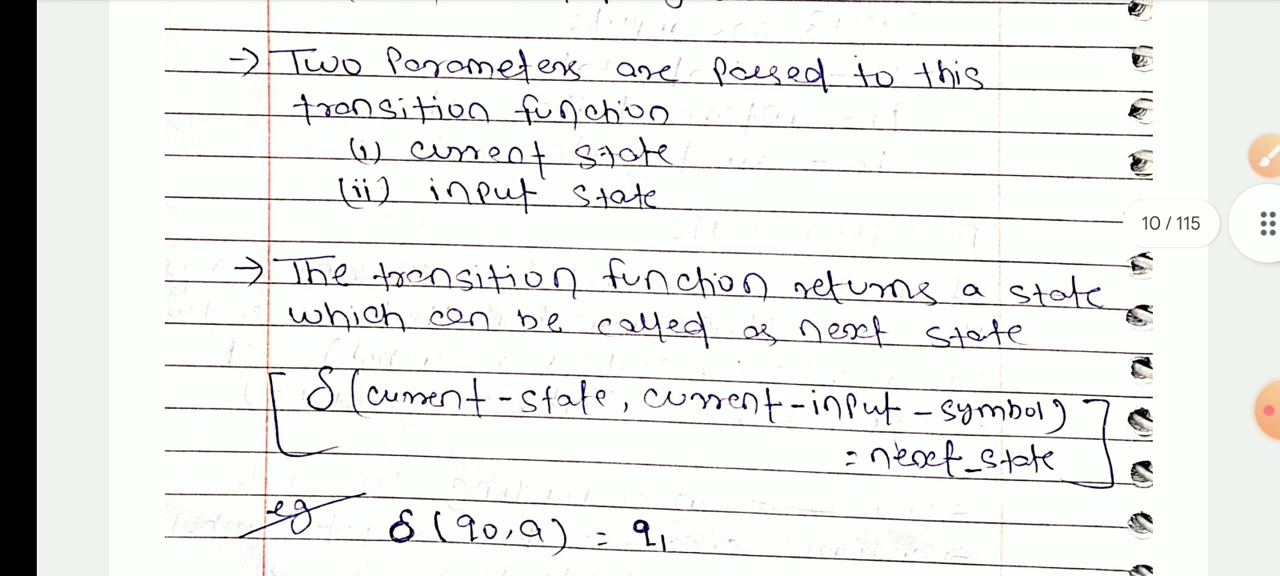 → Two Parameters are passed to this
transition function
(i) current state
(ii) input state
10 / 115
→ The transition function returns a state
which can be called as next state
δ (current-state, current-input-symbol)
= next_state
eg δ (q0, a) = q1